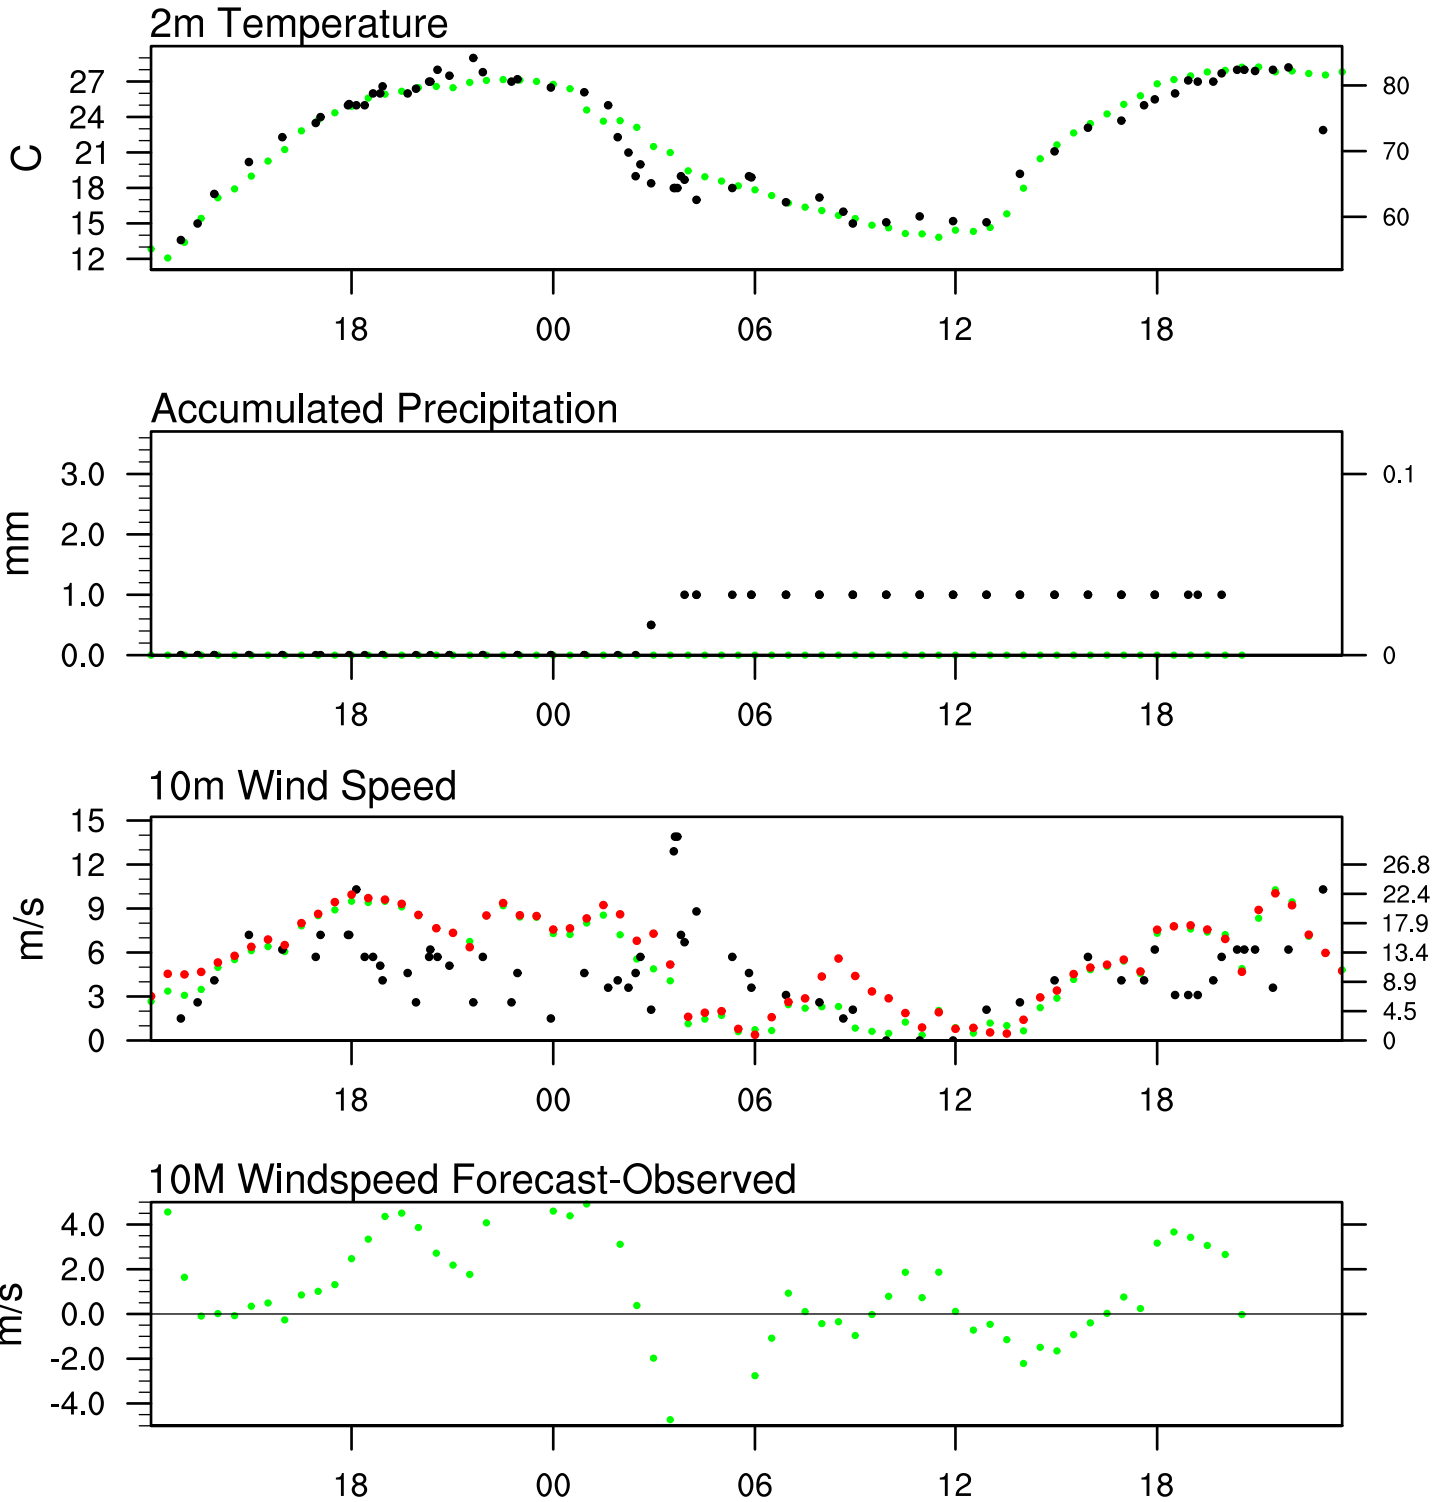 2m Temperature
C
27
24
21
18
15
12
80
70
60
18 00 06 12 18
Accumulated Precipitation
mm
3.0
2.0
1.0
0.0
0.1
0
18 00 06 12 18
10m Wind Speed
m/s
15
12
9
6
3
0
26.8
22.4
17.9
13.4
8.9
4.5
0
18 00 06 12 18
10M Windspeed Forecast-Observed
m/s
4.0
2.0
0.0
-2.0
-4.0
18 00 06 12 18